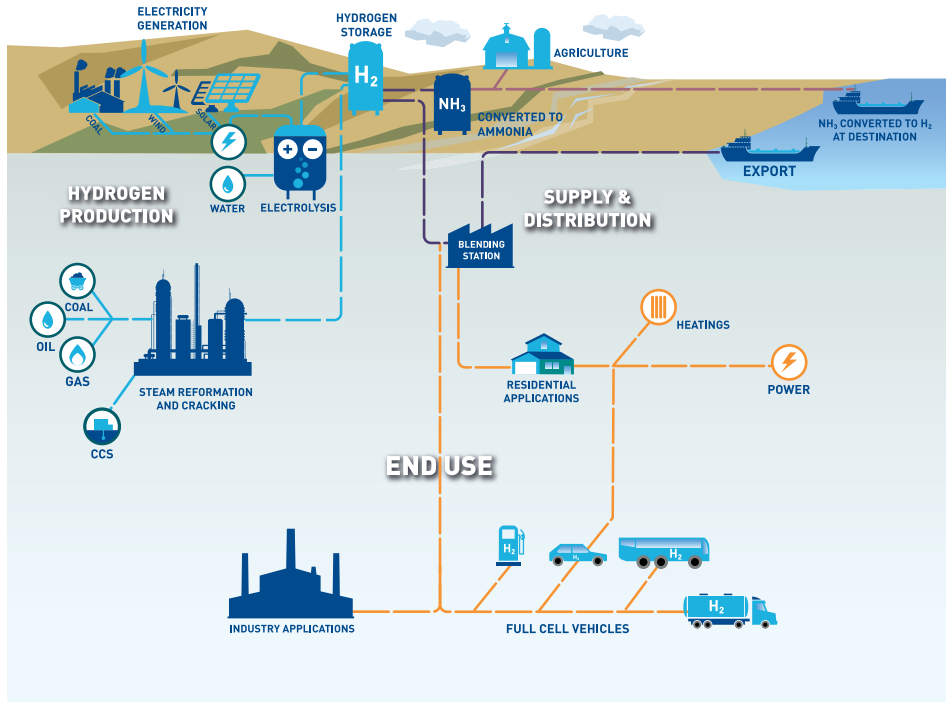 ELECTRICITY
GENERATION
HYDROGEN
STORAGE
H2
AGRICULTURE
NH3
CONVERTED TO
AMMONIA
NH3 CONVERTED TO H2
AT DESTINATION
COAL
WIND
SOLAR
EXPORT
WATER
ELECTROLYSIS
HYDROGEN
PRODUCTION
SUPPLY &
DISTRIBUTION
BLENDING
STATION
COAL
OIL
GAS
STEAM REFORMATION
AND CRACKING
CCS
HEATINGS
RESIDENTIAL
APPLICATIONS
POWER
END USE
H2
H2
H2
H2
INDUSTRY APPLICATIONS
FULL CELL VEHICLES